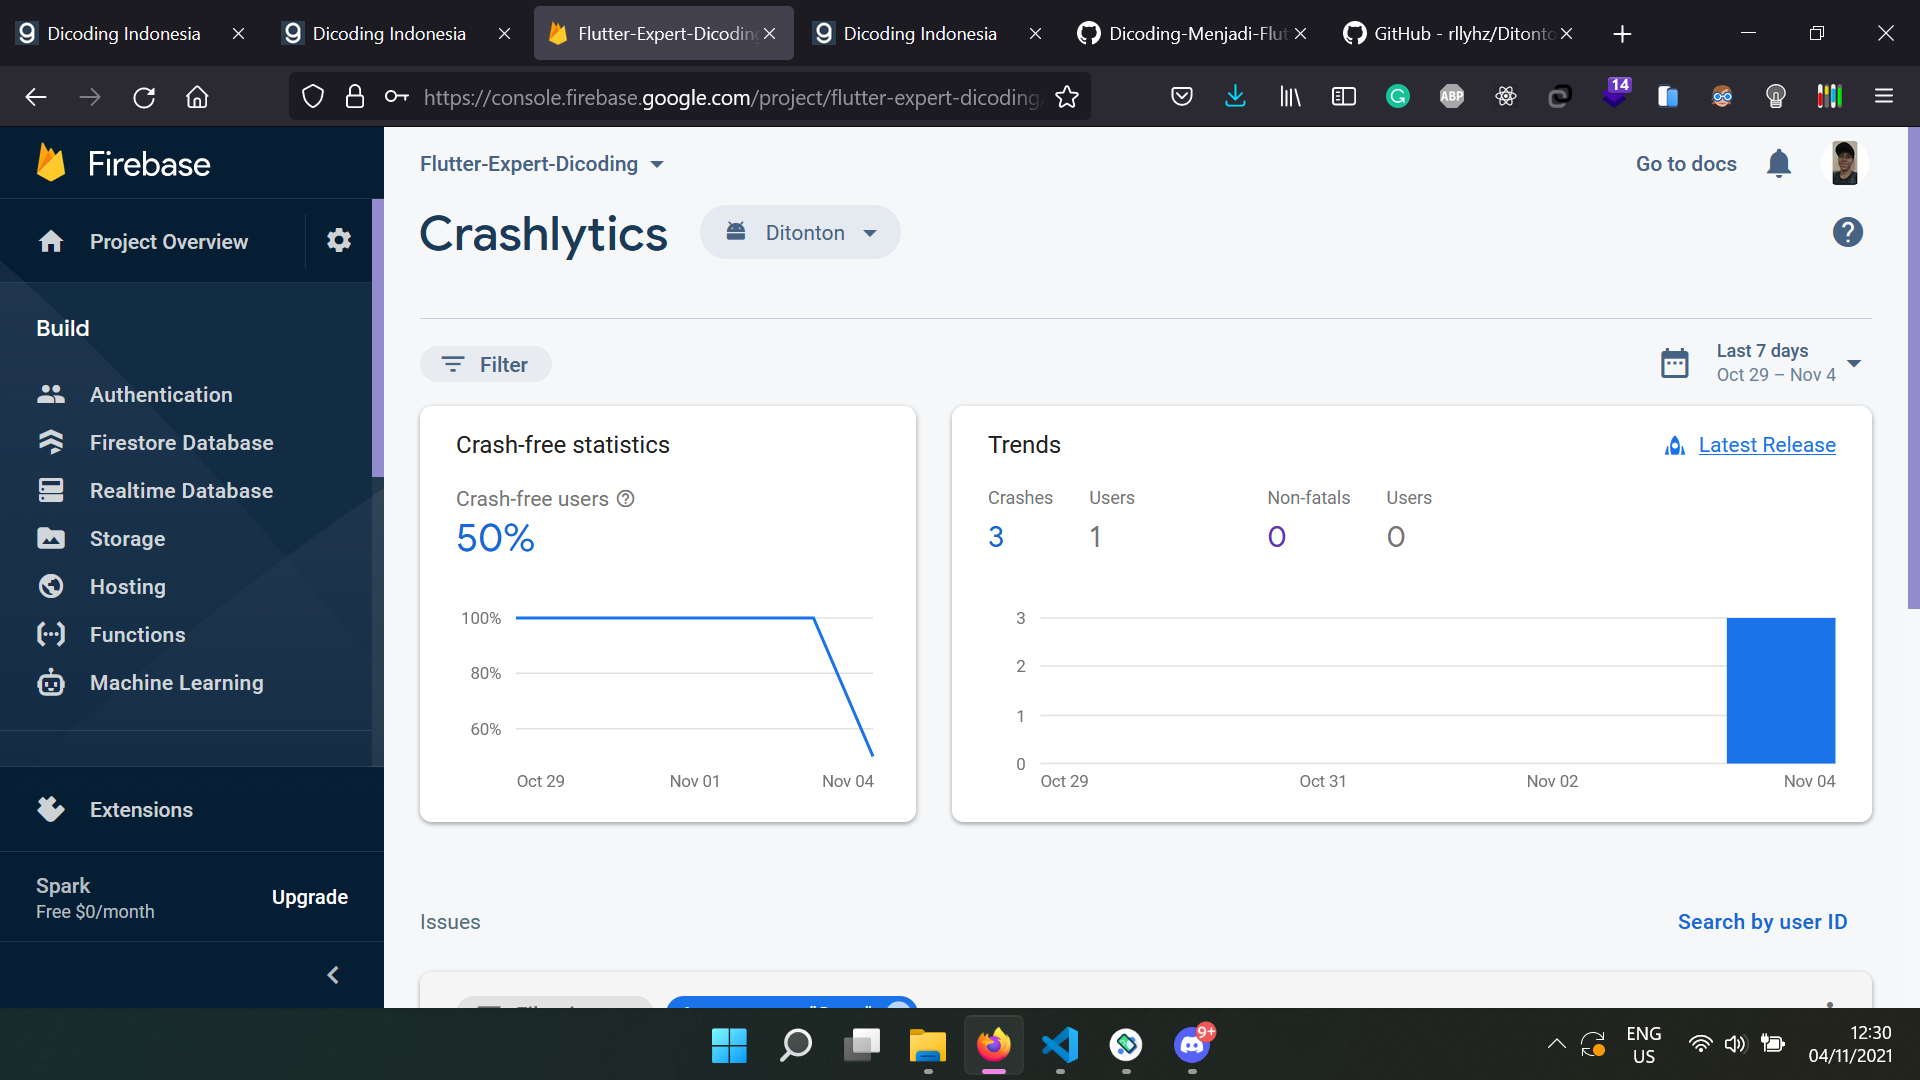 Dicoding Indonesia
Dicoding Indonesia
Flutter-Expert-Dicoding
Dicoding Indonesia
Dicoding-Menjadi-Flut
GitHub - rllyhz/Ditonto
https://console.firebase.google.com/project/flutter-expert-dicoding
ABP
14
Firebase
Project Overview
Build
Authentication
Firestore Database
Realtime Database
Storage
Hosting
Functions
Machine Learning
Extensions
Spark
Free $0/month
Upgrade
Flutter-Expert-Dicoding
Go to docs
Crashlytics
Ditonton
Filter
Last 7 days
Oct 29 – Nov 4
Crash-free statistics
Crash-free users
50%
100%
80%
60%
Oct 29 Nov 01 Nov 04
Trends
Latest Release
Crashes Users Non-fatals Users
3 1 0 0
3
2
1
0
Oct 29 Oct 31 Nov 02 Nov 04
Issues
Search by user ID
9+
ENG
US
12:30
04/11/2021